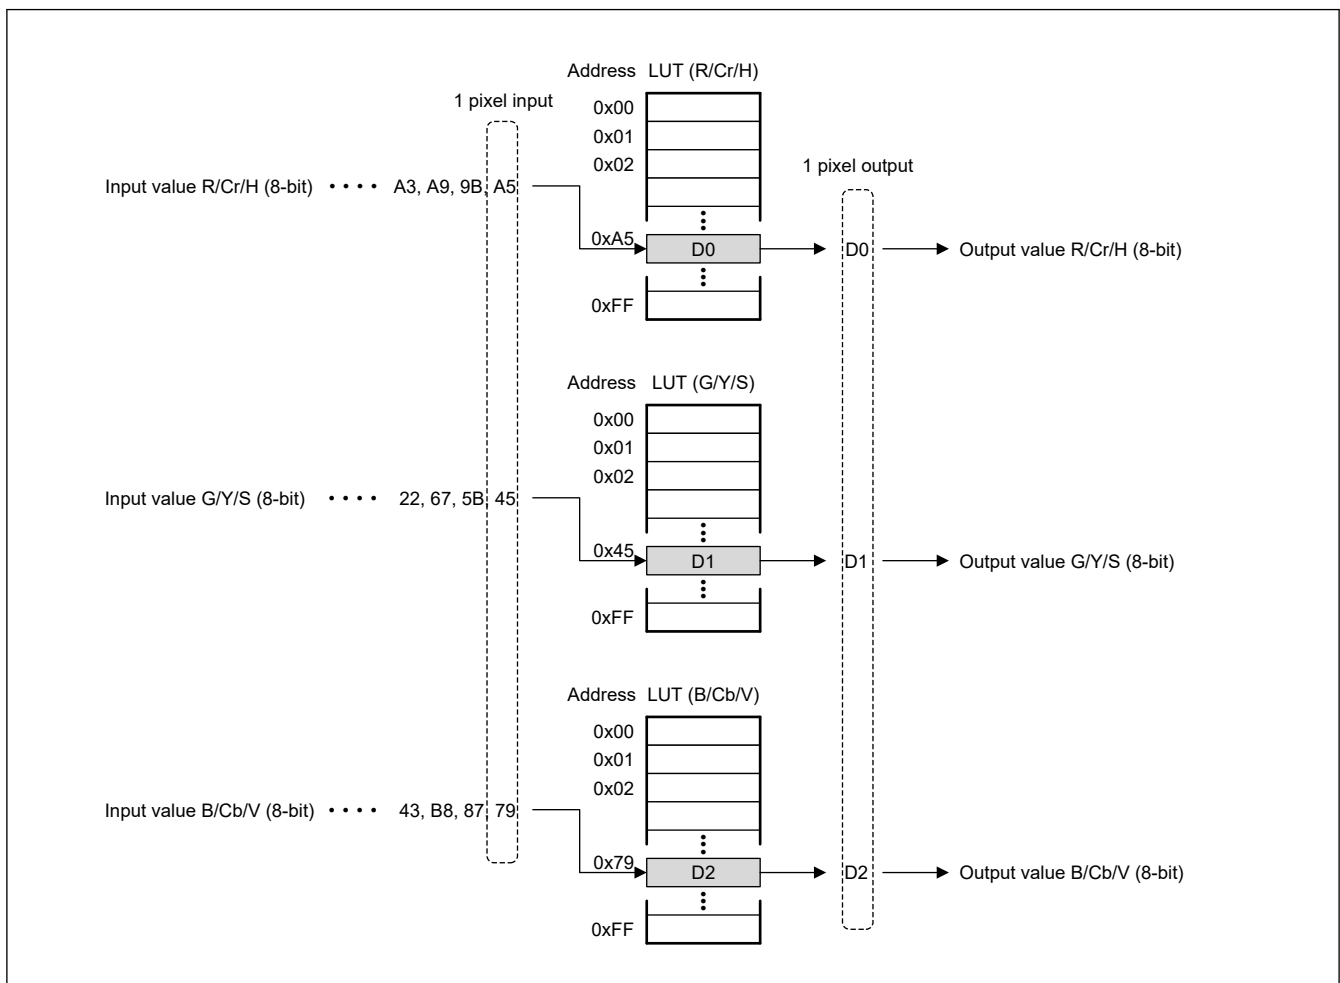 Address LUT (R/Cr/H)
1 pixel input
0x00
0x01
0x02
1 pixel output
Input value R/Cr/H (8-bit) • • • • A3, A9, 9B, A5
0xA5
D0
D0
Output value R/Cr/H (8-bit)
0xFF
Address LUT (G/Y/S)
0x00
0x01
0x02
Input value G/Y/S (8-bit) • • • • 22, 67, 5B, 45
0x45
D1
D1
Output value G/Y/S (8-bit)
0xFF
Address LUT (B/Cb/V)
0x00
0x01
0x02
Input value B/Cb/V (8-bit) • • • • 43, B8, 87, 79
0x79
D2
D2
Output value B/Cb/V (8-bit)
0xFF